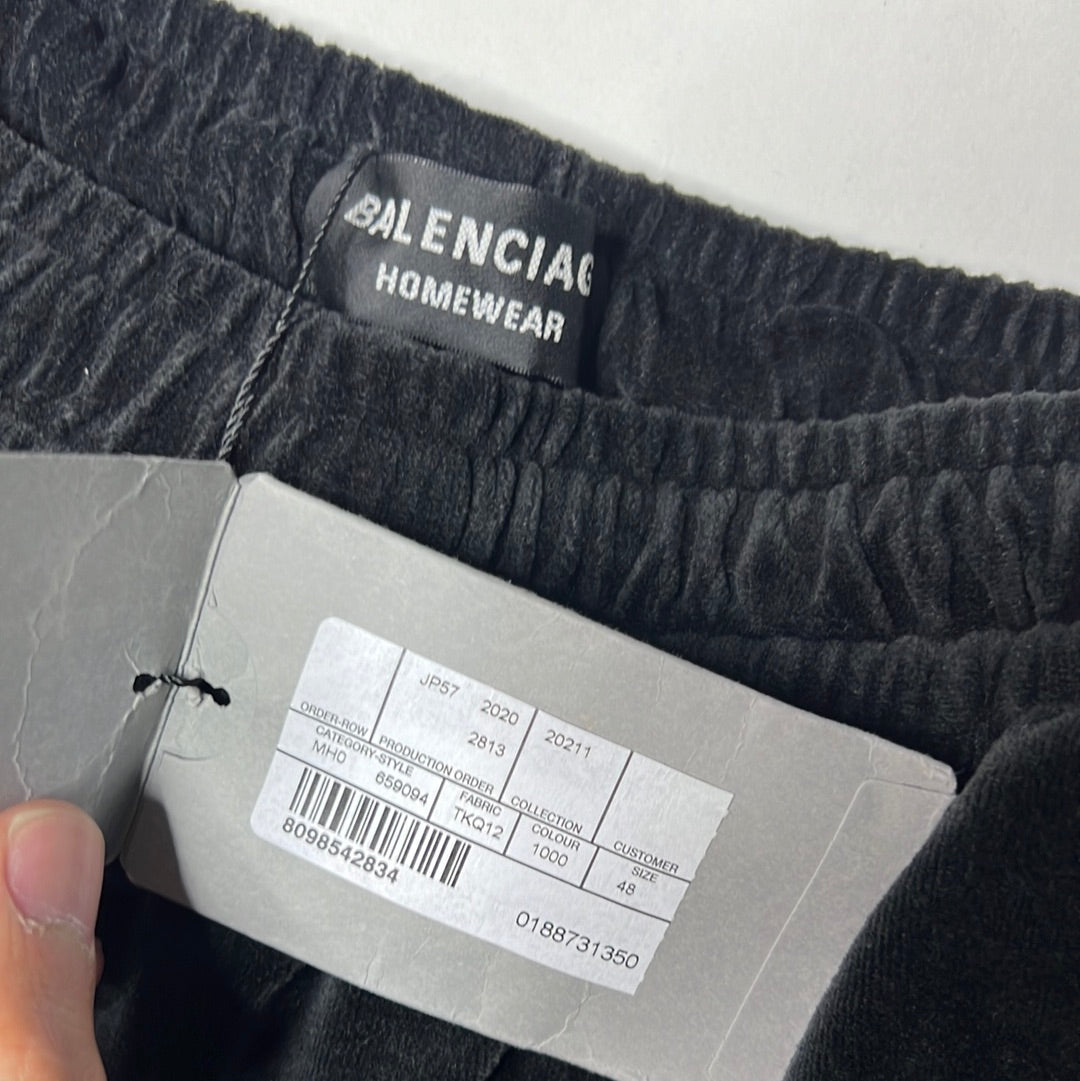 BALENCIAG
HOMEWEAR
JP57 2020
2813
20211
ORDER-ROW PRODUCTION ORDER COLLECTION CUSTOMER
CATEGORY-STYLE FABRIC COLOUR SIZE
MH0 659094 TKQ12 1000 48
8098542834
0188731350